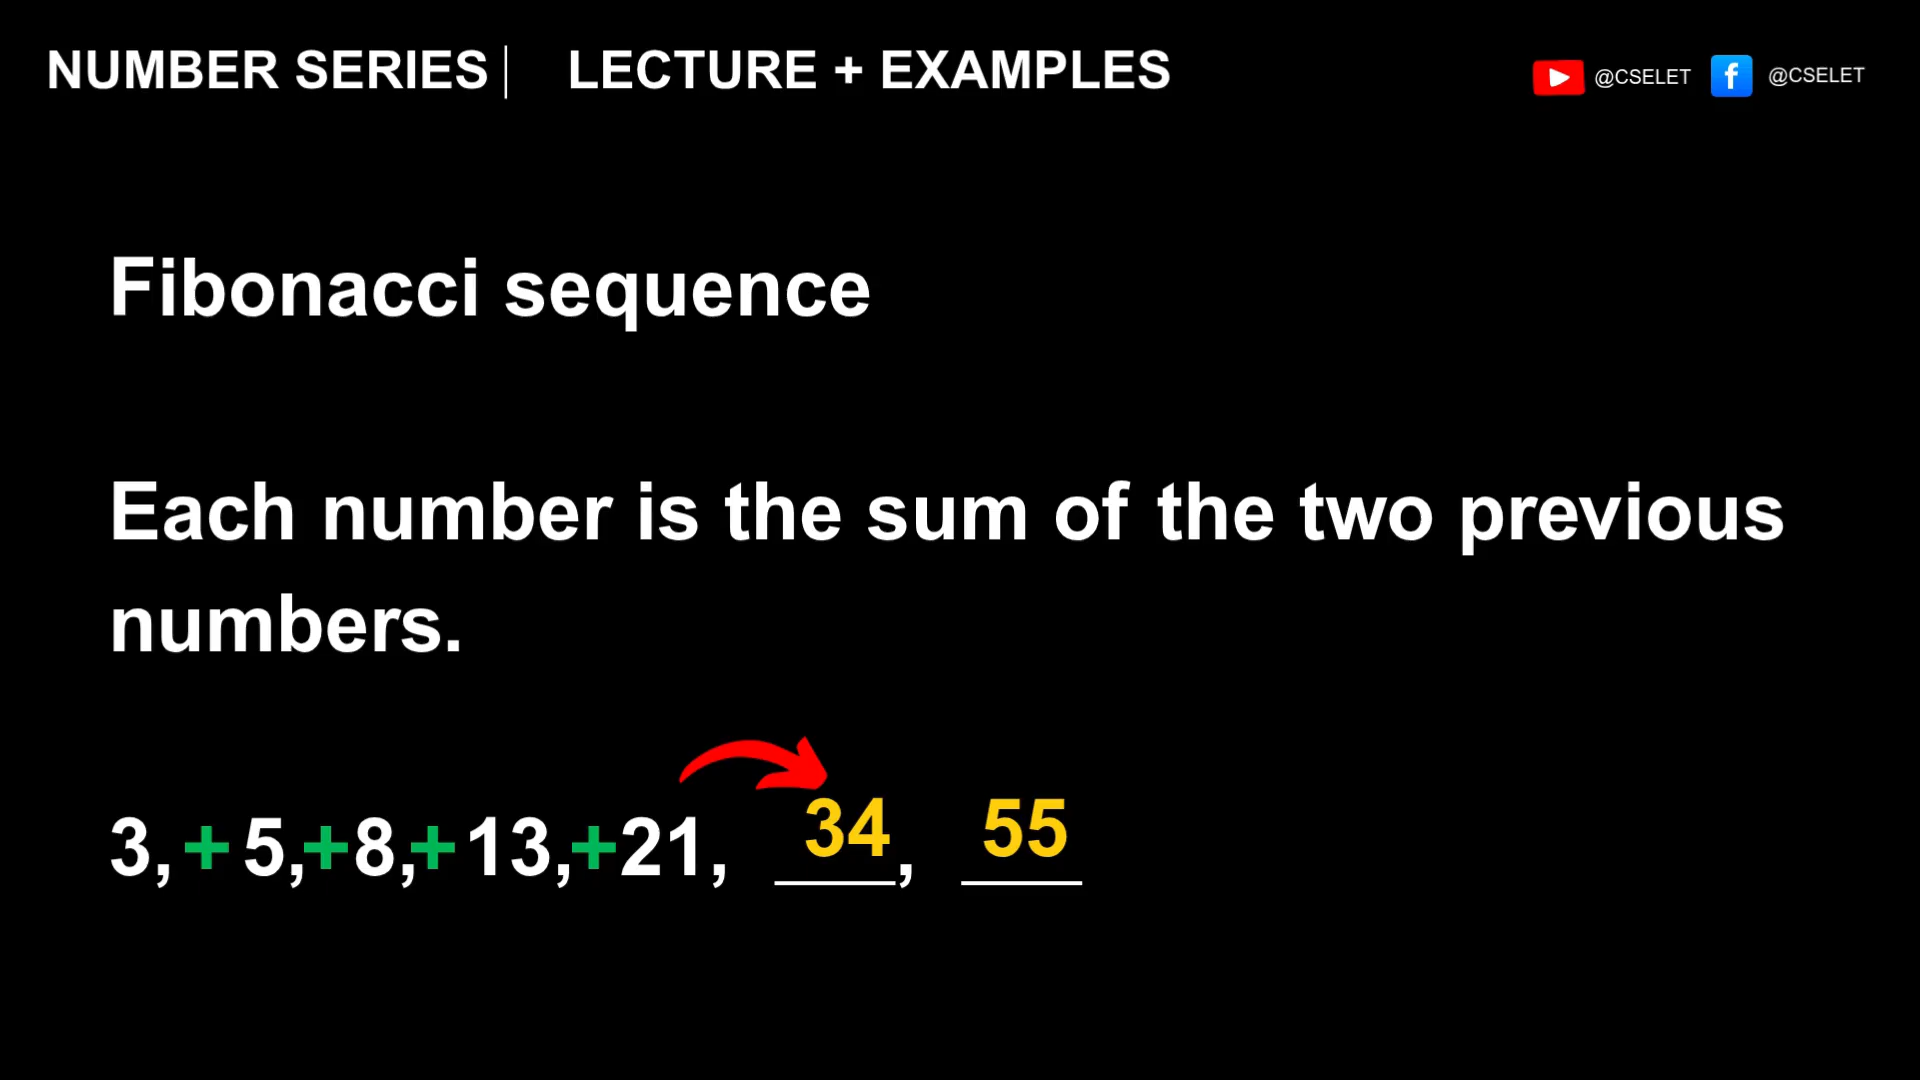 NUMBER SERIES| LECTURE + EXAMPLES
@CSELET @CSELET
Fibonacci sequence
Each number is the sum of the two previous
numbers.
3, + 5,+8,+13,+21, 34, 55